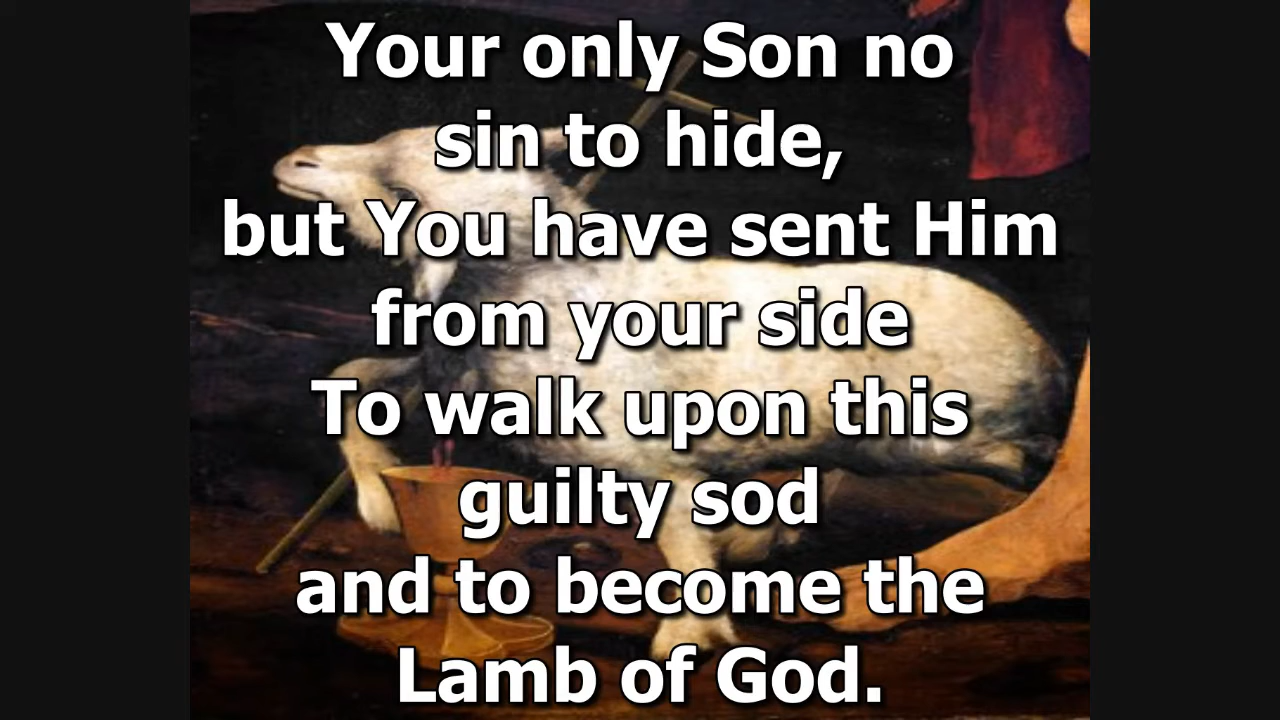 Your only Son no
sin to hide,
but You have sent Him
from your side
To walk upon this
guilty sod
and to become the
Lamb of God.